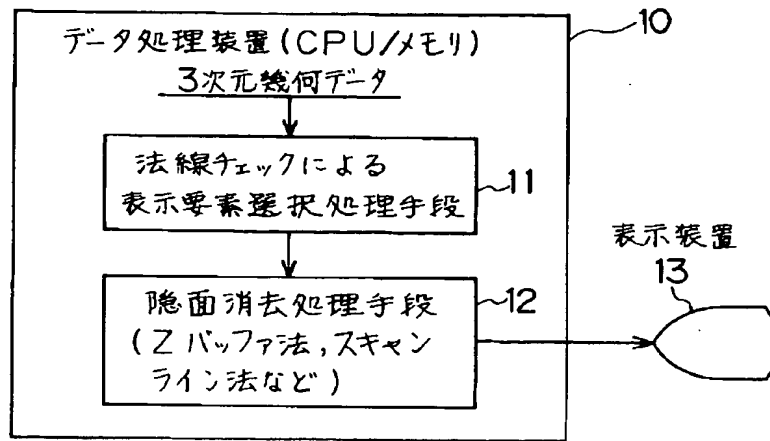 データ処理装置(CPU/メモリ)
10
3次元幾何データ
法線チェックによる
表示要素選択処理手段
11
隠面消去処理手段
(Zバッファ法,スキャン
ライン法など)
12
表示装置
13